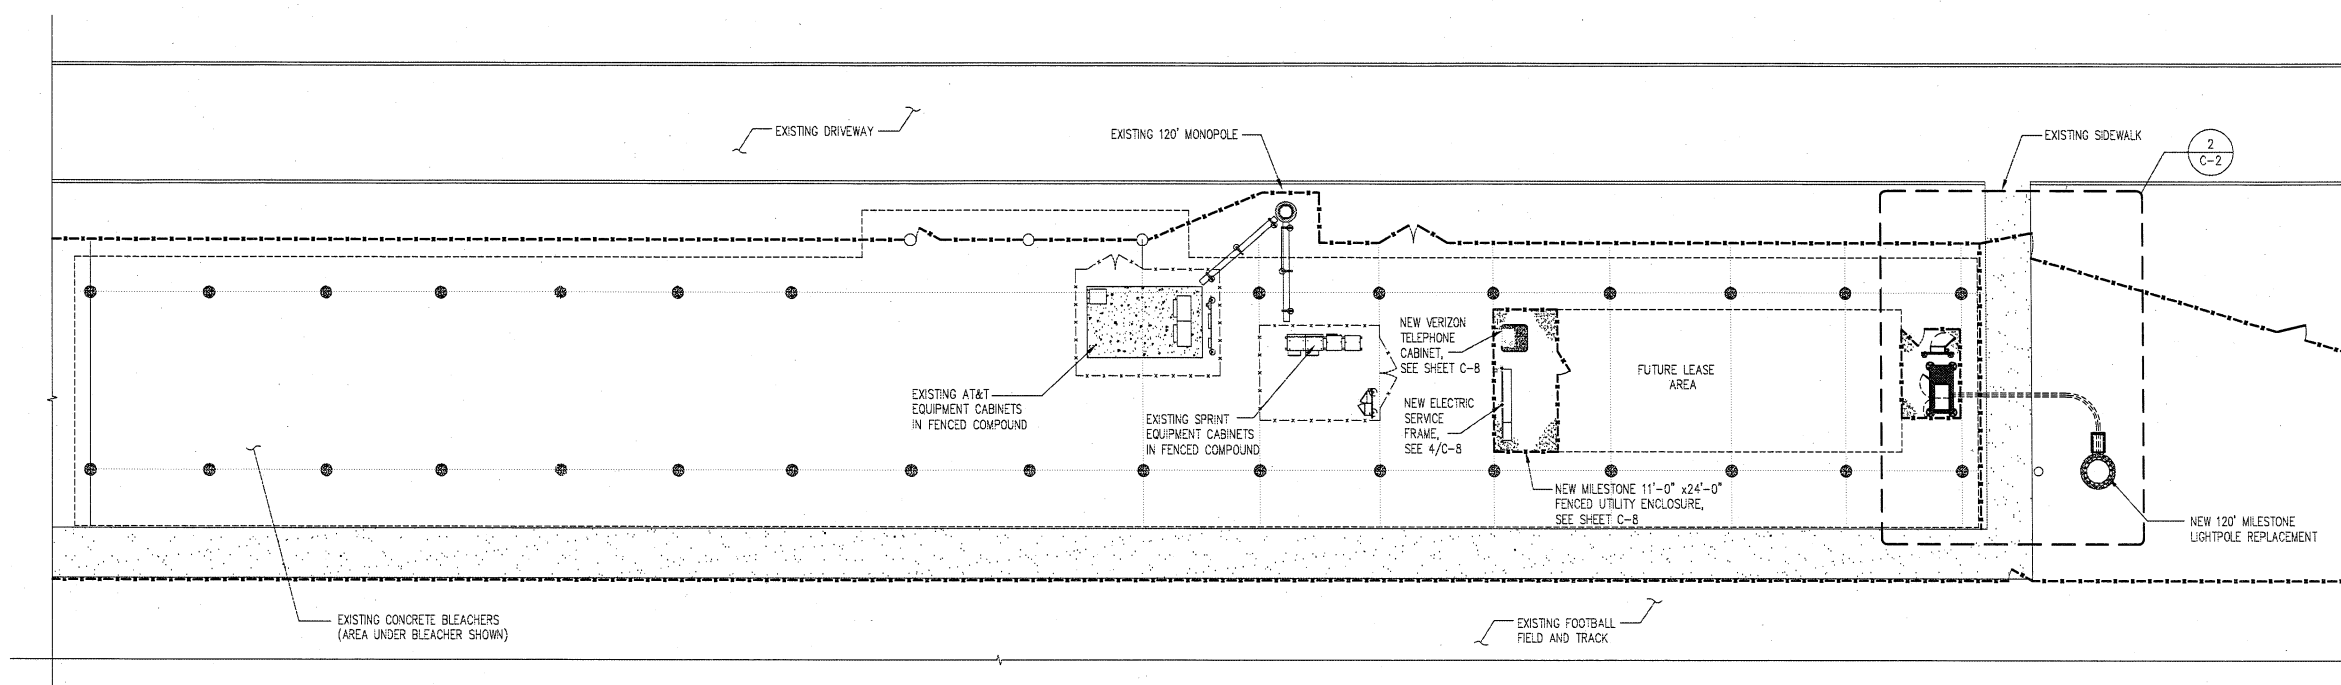 EXISTING DRIVEWAY
EXISTING 120' MONOPOLE
EXISTING SIDEWALK
2
C-2
NEW VERIZON
TELEPHONE
CABINET,
SEE SHEET C-8
FUTURE LEASE
AREA
EXISTING AT&T
EQUIPMENT CABINETS
IN FENCED COMPOUND
EXISTING SPRINT
EQUIPMENT CABINETS
IN FENCED COMPOUND
NEW ELECTRIC
SERVICE
FRAME,
SEE 4/C-8
NEW MILESTONE 11'-0" x24'-0"
FENCED UTILITY ENCLOSURE,
SEE SHEET C-8
NEW 120' MILESTONE
LIGHTPOLE REPLACEMENT
EXISTING CONCRETE BLEACHERS
(AREA UNDER BLEACHER SHOWN)
EXISTING FOOTBALL
FIELD AND TRACK